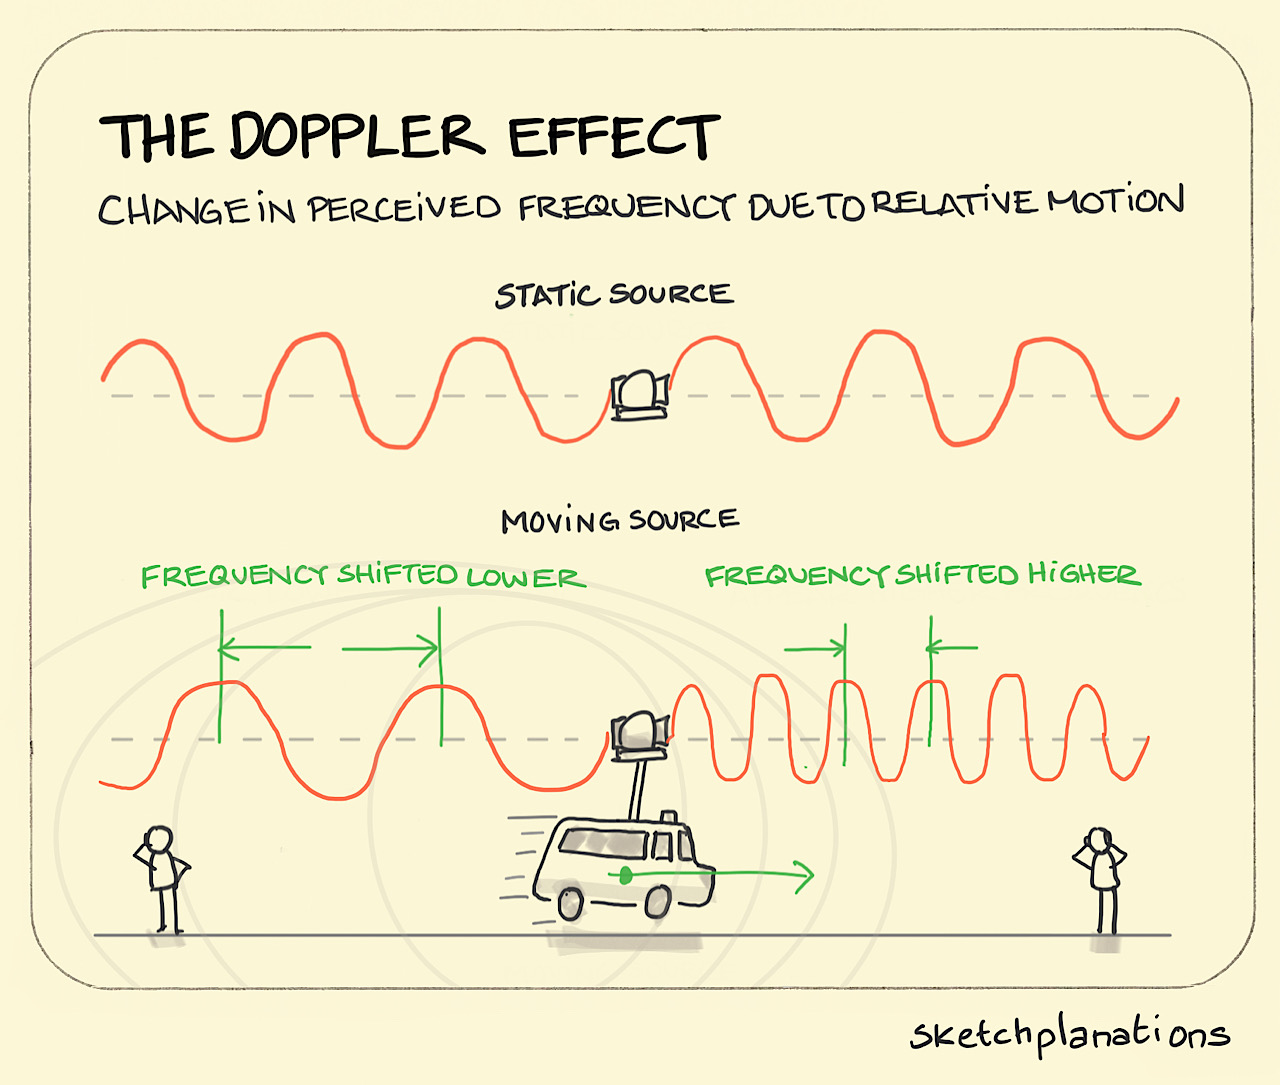 THE DOPPLER EFFECT
CHANGE IN PERCEIVED FREQUENCY DUE TO RELATIVE MOTION
STATIC SOURCE
MOVING SOURCE
FREQUENCY SHIFTED LOWER
FREQUENCY SHIFTED HIGHER
sketchplanations